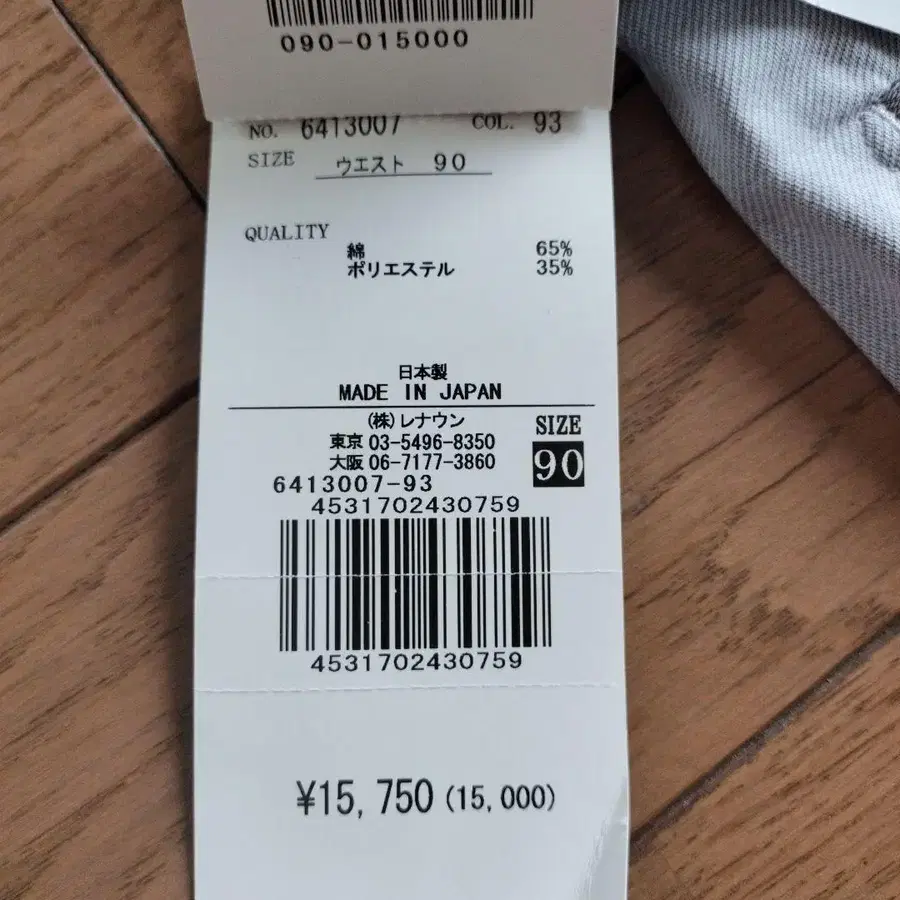 090-015000
NO. 6413007 COL. 93
SIZE ウエスト 90
QUALITY
綿 65%
ポリエステル 35%
日本製
MADE IN JAPAN
(株)レナウン
東京 03-5496-8350
大阪 06-7177-3860
SIZE
90
6413007-93
4531702430759
4531702430759
¥15,750 (15,000)